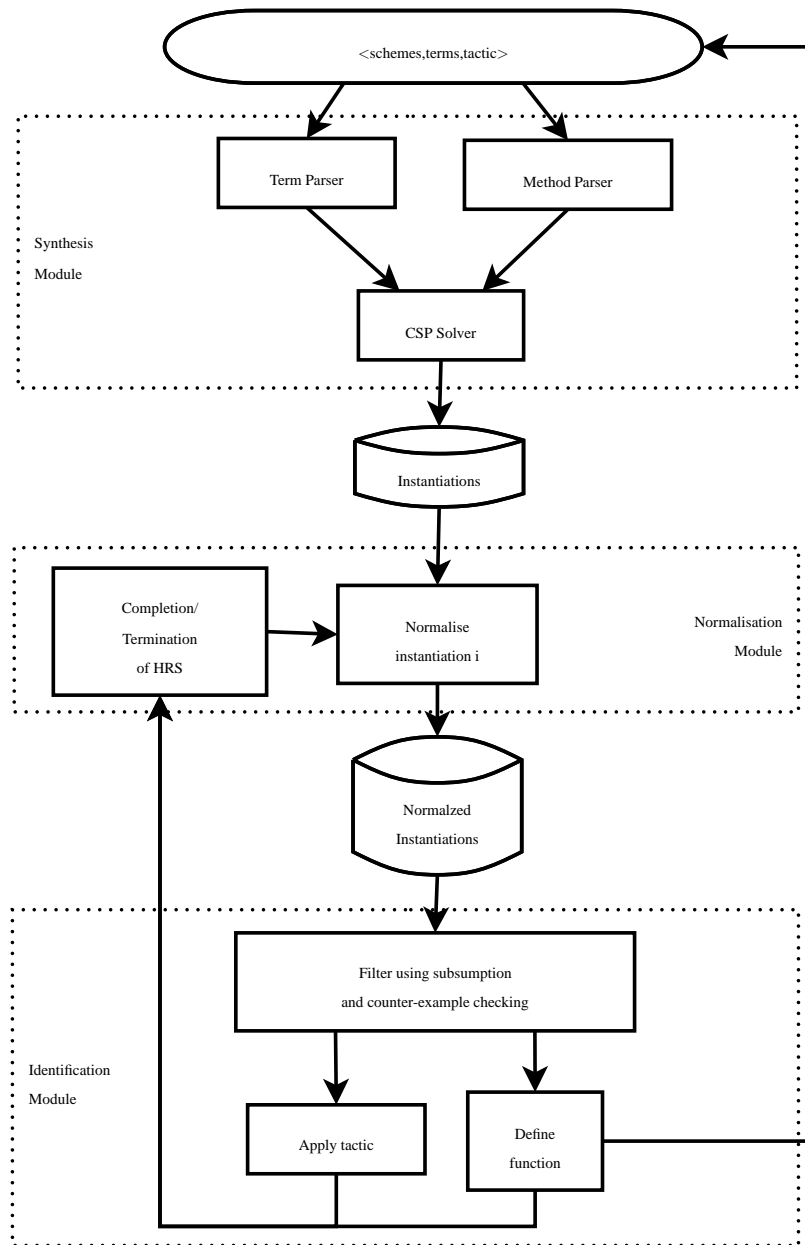 <schemes,terms,tactic>
Term Parser
Method Parser
Synthesis
Module
CSP Solver
Instantiations
Completion/
Termination
of HRS
Normalise
instantiation i
Normalisation
Module
Normalzed
Instantiations
Filter using subsumption
and counter-example checking
Identification
Module
Apply tactic
Define
function